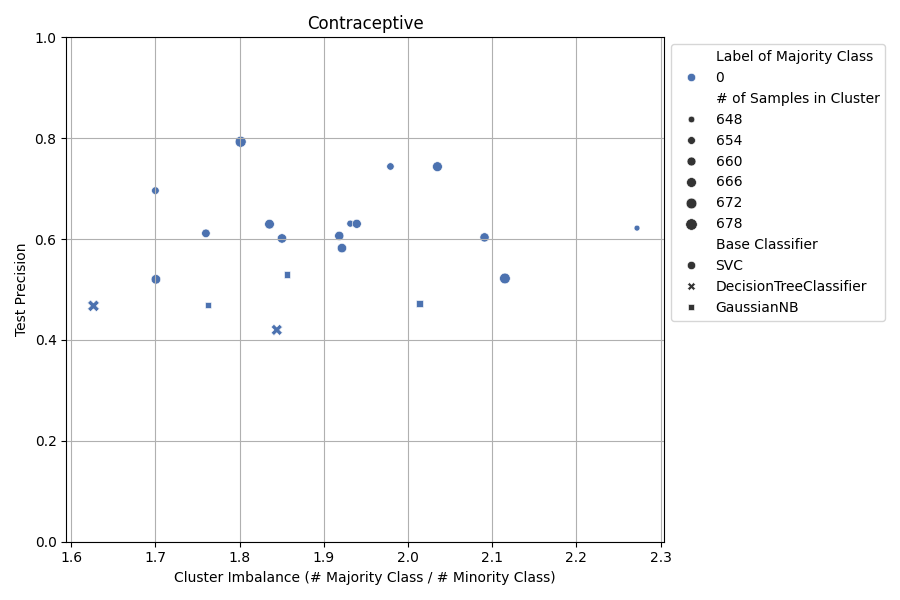 Contraceptive
Test Precision
1.0
0.8
0.6
0.4
0.2
0.0
1.6 1.7 1.8 1.9 2.0 2.1 2.2 2.3
Cluster Imbalance (# Majority Class / # Minority Class)
Label of Majority Class
0
# of Samples in Cluster
648
654
660
666
672
678
Base Classifier
SVC
DecisionTreeClassifier
GaussianNB